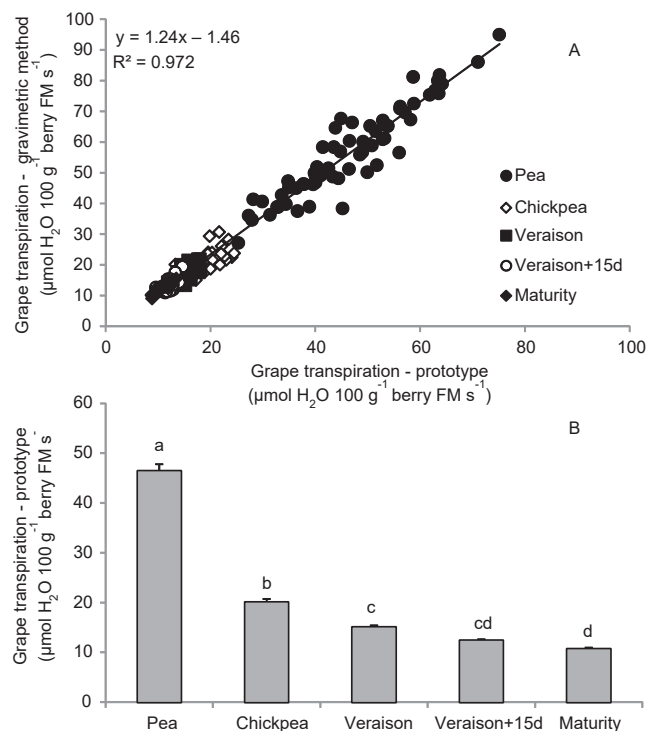 100
90
80
70
60
50
40
30
20
10
0
Grape transpiration - gravimetric method
(µmol H₂O 100 g⁻¹ berry FM s⁻¹)
y = 1.24x – 1.46
R² = 0.972
A
Pea
Chickpea
Veraison
Veraison+15d
Maturity
0 20 40 60 80 100
Grape transpiration - prototype
(µmol H₂O 100 g⁻¹ berry FM s⁻¹)
60
50
40
30
20
10
0
Grape transpiration - prototype
(µmol H₂O 100 g⁻¹ berry FM s⁻
B
a
b
c
cd
d
Pea Chickpea Veraison Veraison+15d Maturity